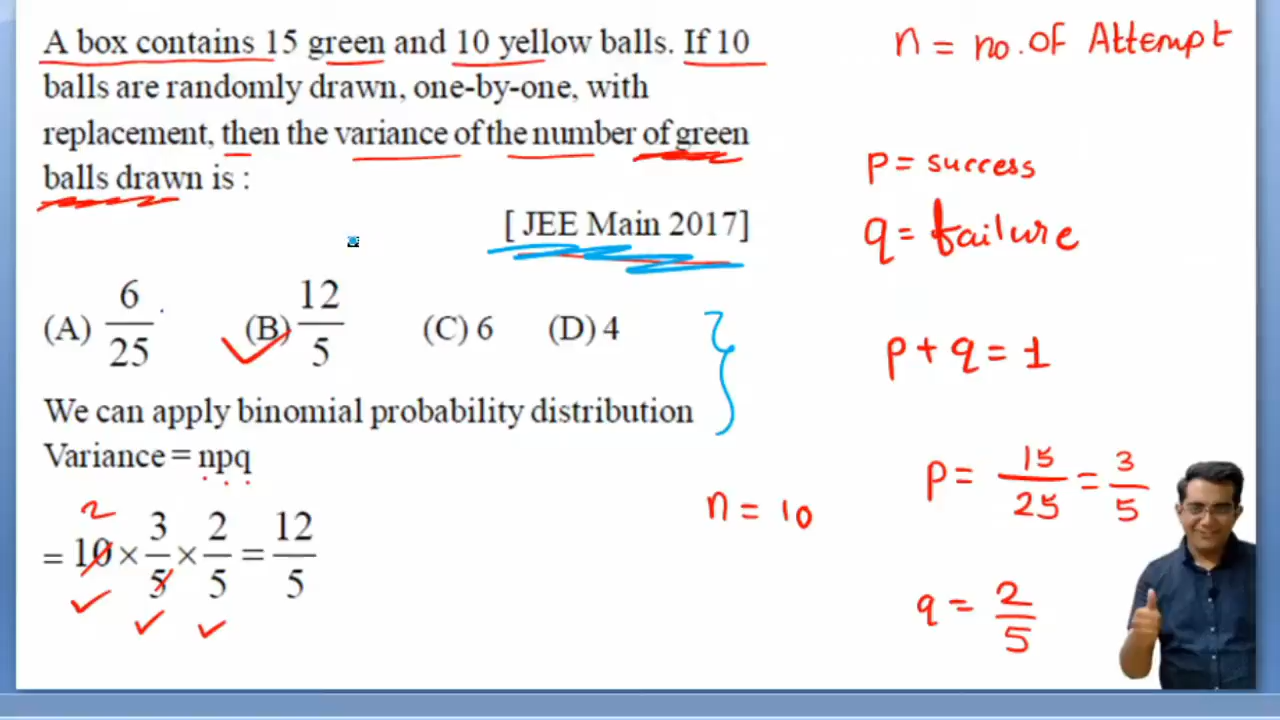 A box contains 15 green and 10 yellow balls. If 10
balls are randomly drawn, one-by-one, with
replacement, then the variance of the number of green
balls drawn is :
[ JEE Main 2017]
(A) 6/25 (B) 12/5 (C) 6 (D) 4
We can apply binomial probability distribution
Variance = npq
2
= 10 × 3/5 × 2/5 = 12/5
n = no. of Attempt
p = success
q = failure
p + q = 1
n = 10
p = 15/25 = 3/5
q = 2/5